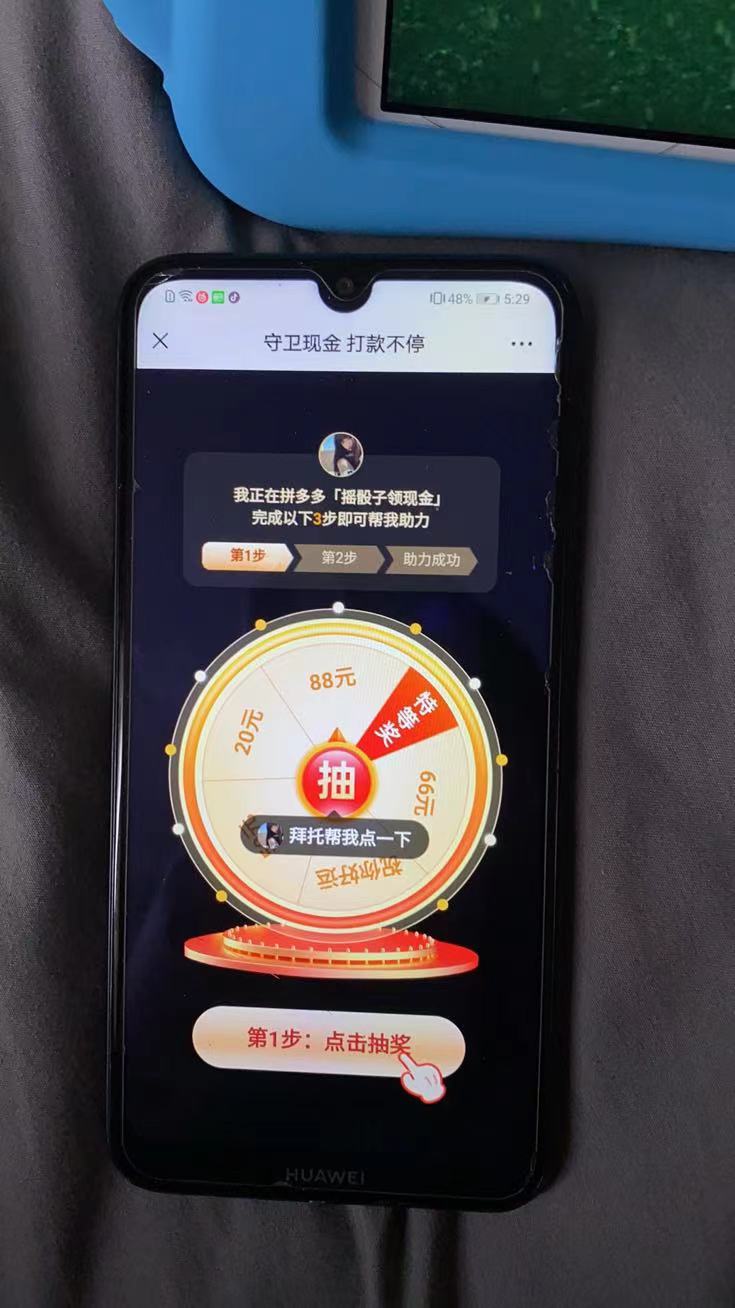 48% 5:29
守卫现金 打款不停
我正在拼多多「摇骰子领现金」
完成以下3步即可帮我助力
第1步
第2步
助力成功
88元
特等奖
20元
66元
抽
拜托帮我点一下
祝你好运
第1步：点击抽奖
HUAWEI